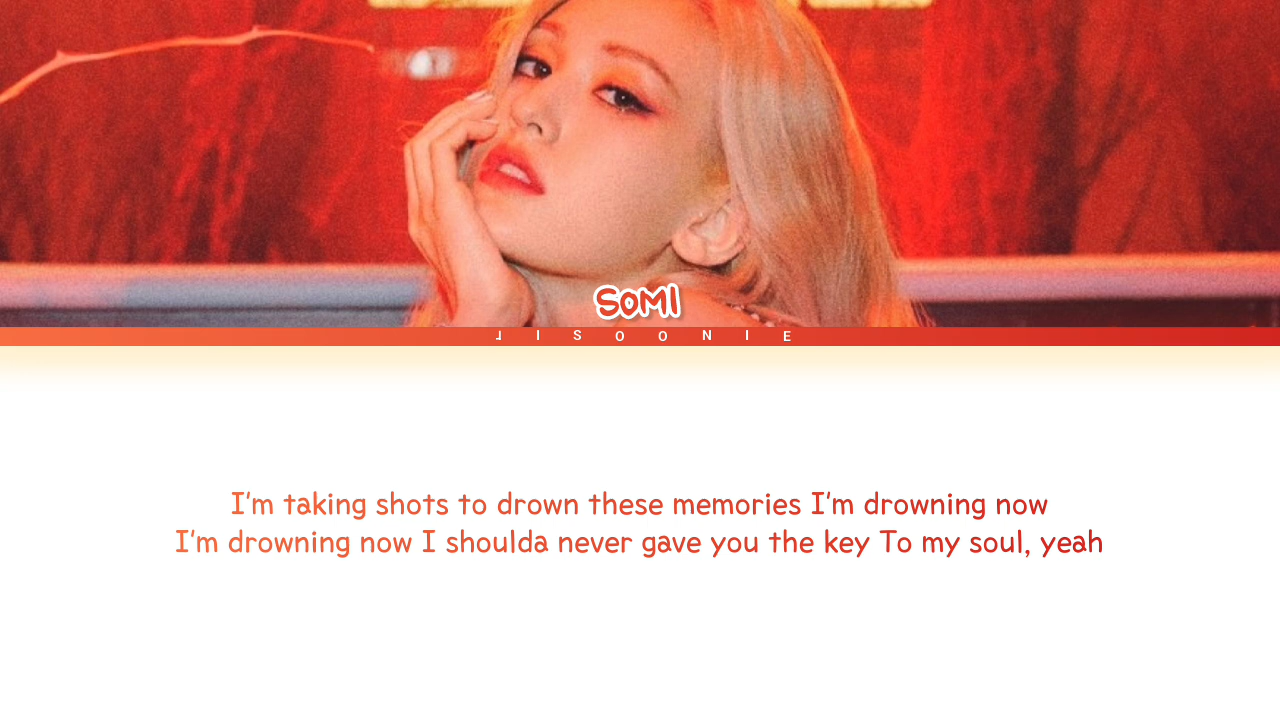 SOMI
JISOONIE
I'm taking shots to drown these memories I'm drowning now
I'm drowning now I shoulda never gave you the key To my soul, yeah